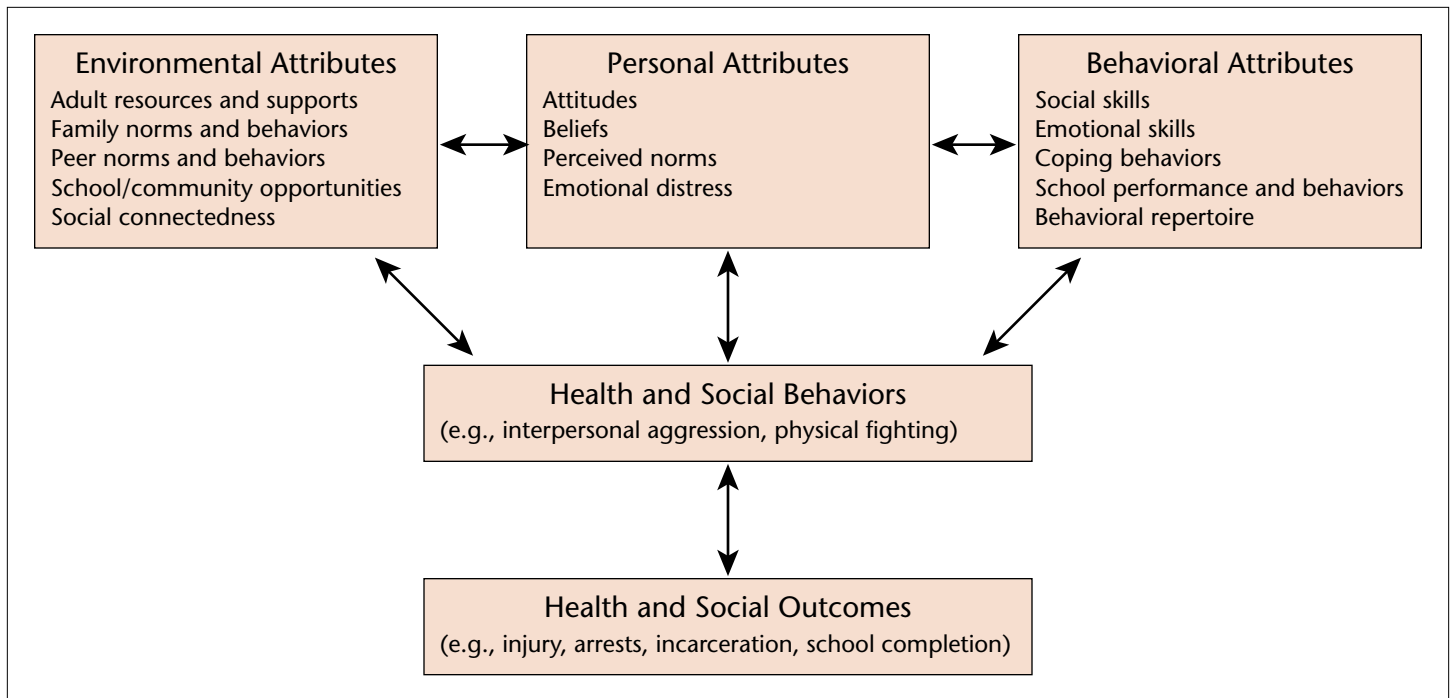 Environmental Attributes
Adult resources and supports
Family norms and behaviors
Peer norms and behaviors
School/community opportunities
Social connectedness
Personal Attributes
Attitudes
Beliefs
Perceived norms
Emotional distress
Behavioral Attributes
Social skills
Emotional skills
Coping behaviors
School performance and behaviors
Behavioral repertoire
Health and Social Behaviors
(e.g., interpersonal aggression, physical fighting)
Health and Social Outcomes
(e.g., injury, arrests, incarceration, school completion)